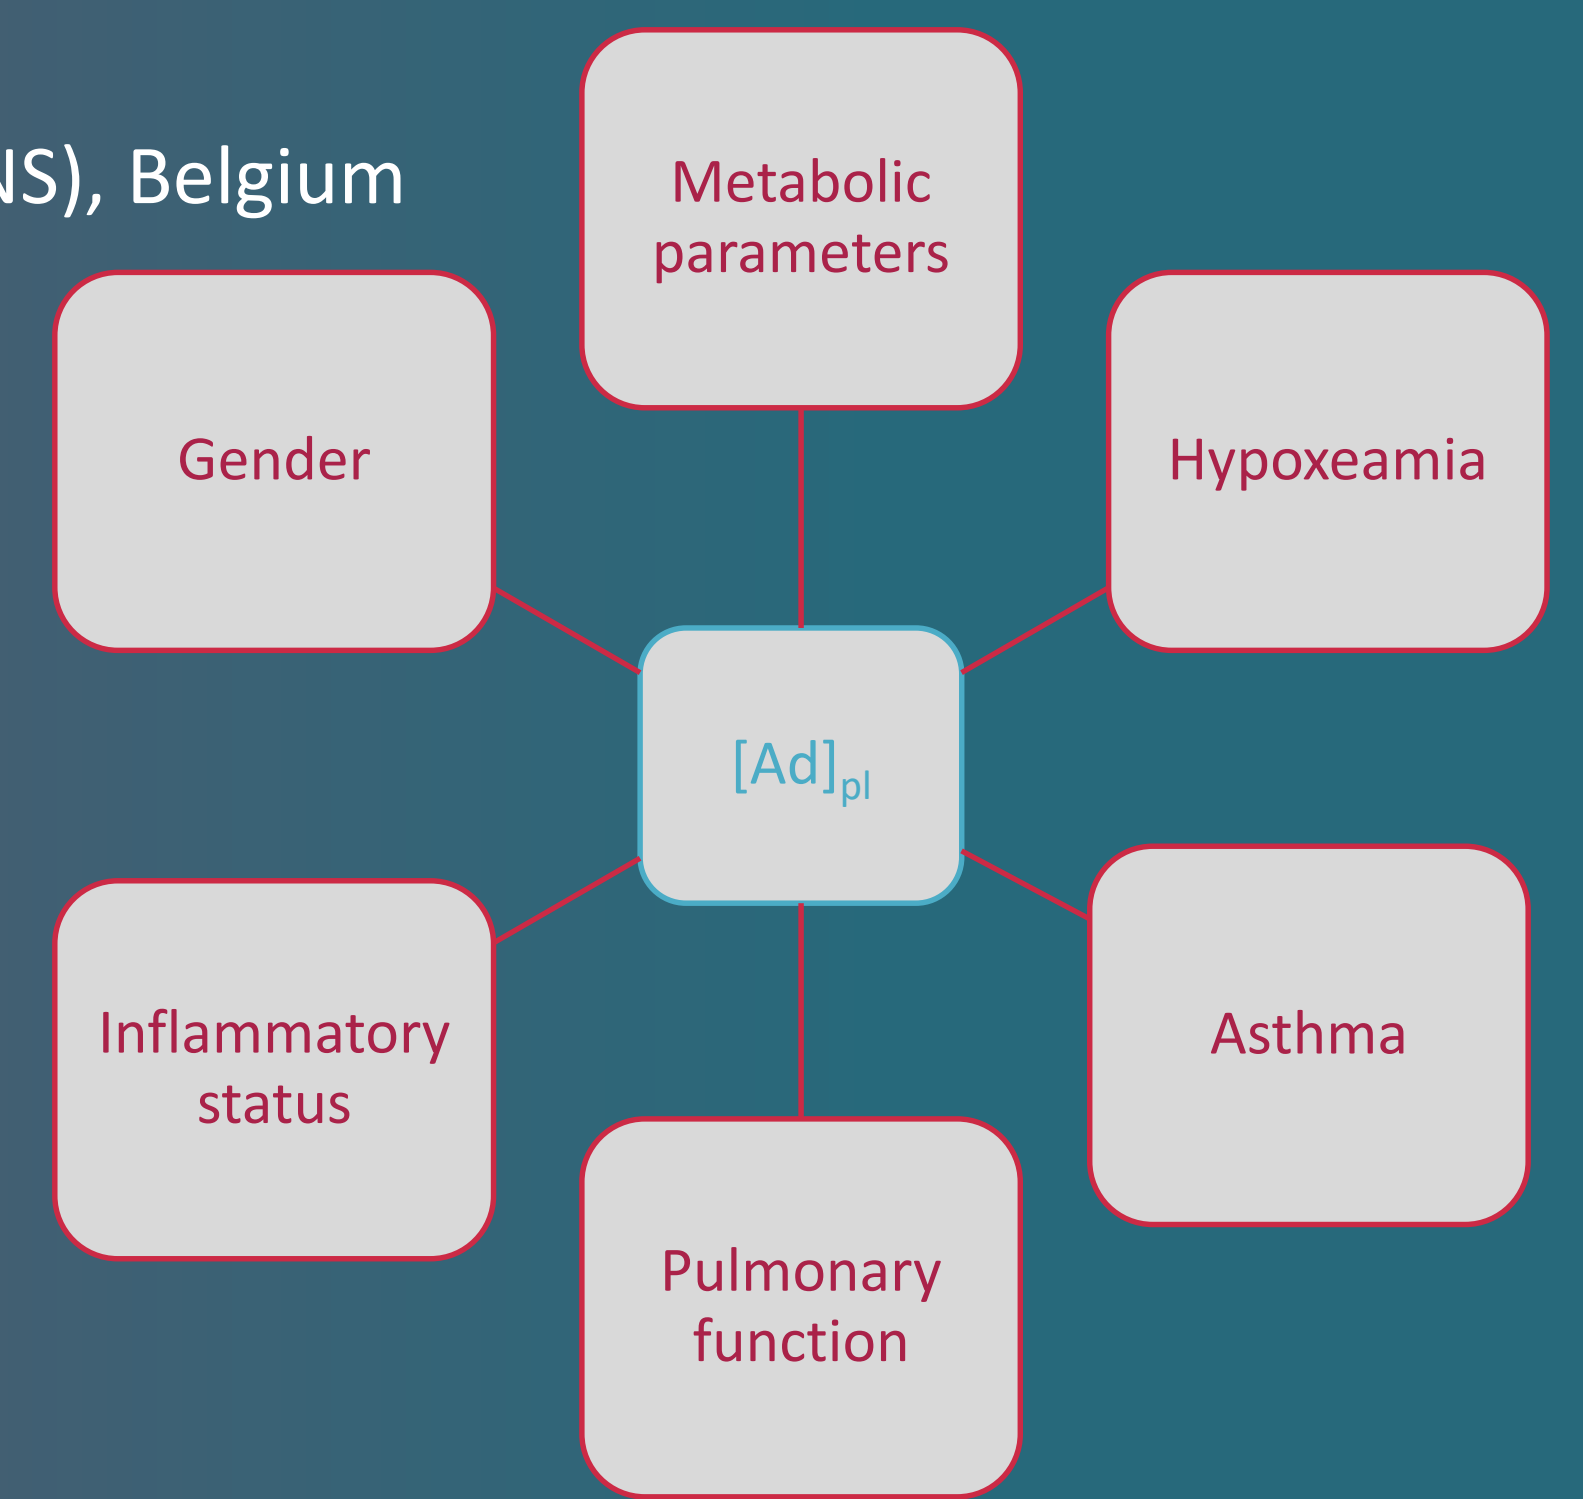 NS), Belgium
Metabolic
parameters
Gender
Hypoxeamia
[Ad]pl
Inflammatory
status
Asthma
Pulmonary
function